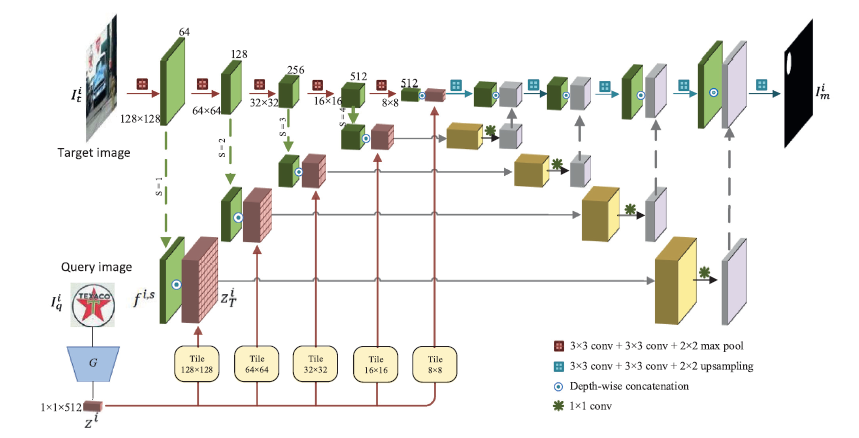 64
128
256
512
512
I_t^i
128×128
64×64
32×32
16×16
8×8
I_m^i
Target image
S = 1
S = 2
S = 3
S = 4
Query image
I_q^i
TEXACO
f^{i,s}
Z_T^i
G
Tile
128×128
Tile
64×64
Tile
32×32
Tile
16×16
Tile
8×8
1×1×512
z^i
3×3 conv + 3×3 conv + 2×2 max pool
3×3 conv + 3×3 conv + 2×2 upsampling
Depth-wise concatenation
1×1 conv